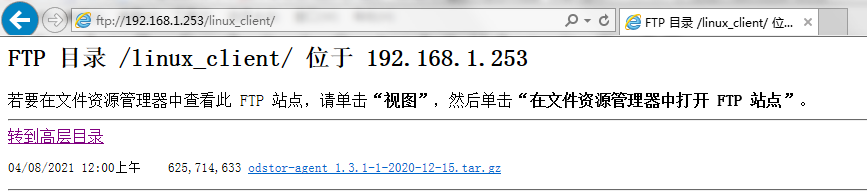 ftp://192.168.1.253/linux_client/
FTP 目录 /linux_client/ 位...
FTP 目录 /linux_client/ 位于 192.168.1.253
若要在文件资源管理器中查看此 FTP 站点，请单击“视图”，然后单击“在文件资源管理器中打开 FTP 站点”。
转到高层目录
04/08/2021 12:00上午 625,714,633 odstor-agent_1.3.1-1-2020-12-15.tar.gz